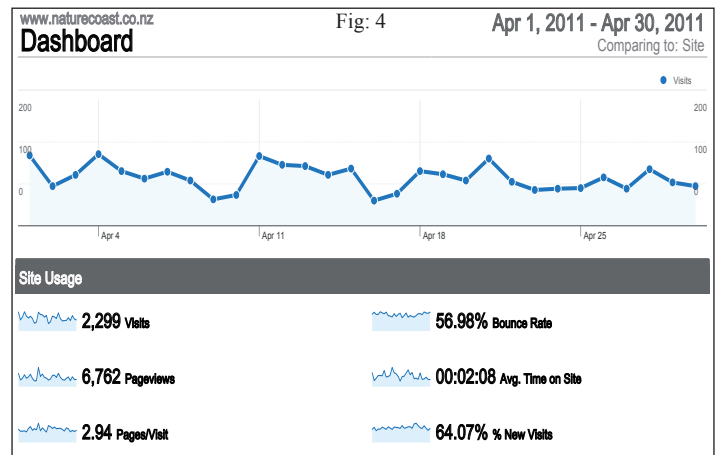 www.naturecoast.co.nz
Fig: 4
Apr 1, 2011 - Apr 30, 2011
Dashboard
Comparing to: Site
Visits
200 200
100 100
0 0
Apr 4 Apr 11 Apr 18 Apr 25
Site Usage
2,299 Visits
56.98% Bounce Rate
6,762 Pageviews
00:02:08 Avg. Time on Site
2.94 Pages/Visit
64.07% % New Visits